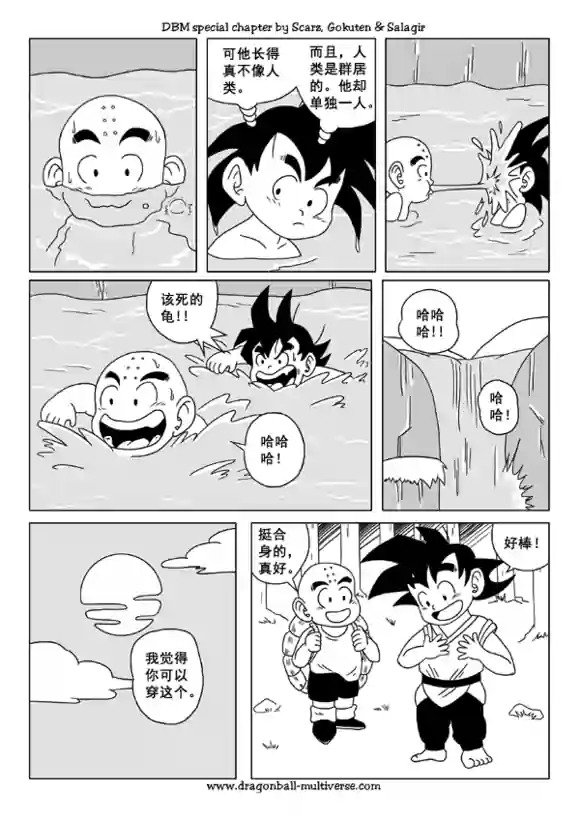 DBM special chapter by Scarz, Gokuten & Salagir
可他长得
真不像人
类。
而且，人
类是群居
的。他却
单独一人。
该死的
龟!!
哈哈
哈!
哈哈
哈!!
哈
哈!
我觉得
你可以
穿这个。
挺合
身的，
真好。
好棒!
www.dragonball-multiverse.com